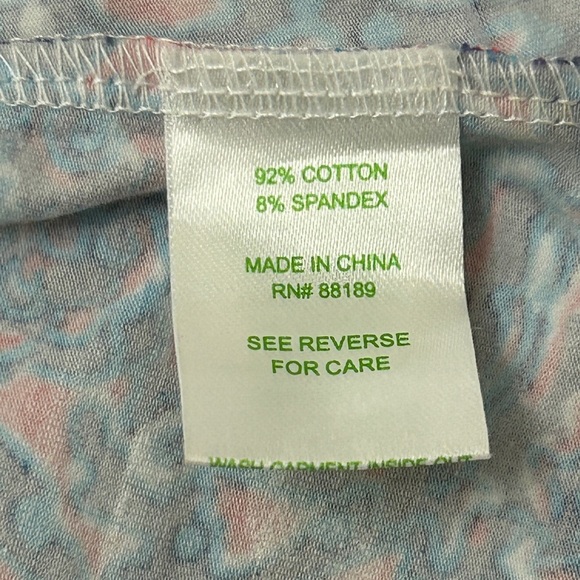 92% COTTON
8% SPANDEX
MADE IN CHINA
RN# 88189
SEE REVERSE
FOR CARE
WASH GARMENT INSIDE OUT